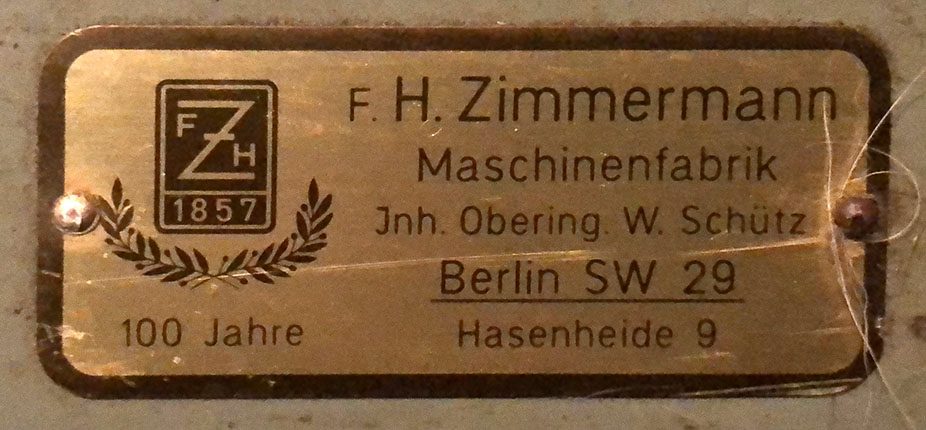 F Z H
1857
100 Jahre
F. H. Zimmermann
Maschinenfabrik
Jnh. Obering. W. Schütz
Berlin SW 29
Hasenheide 9